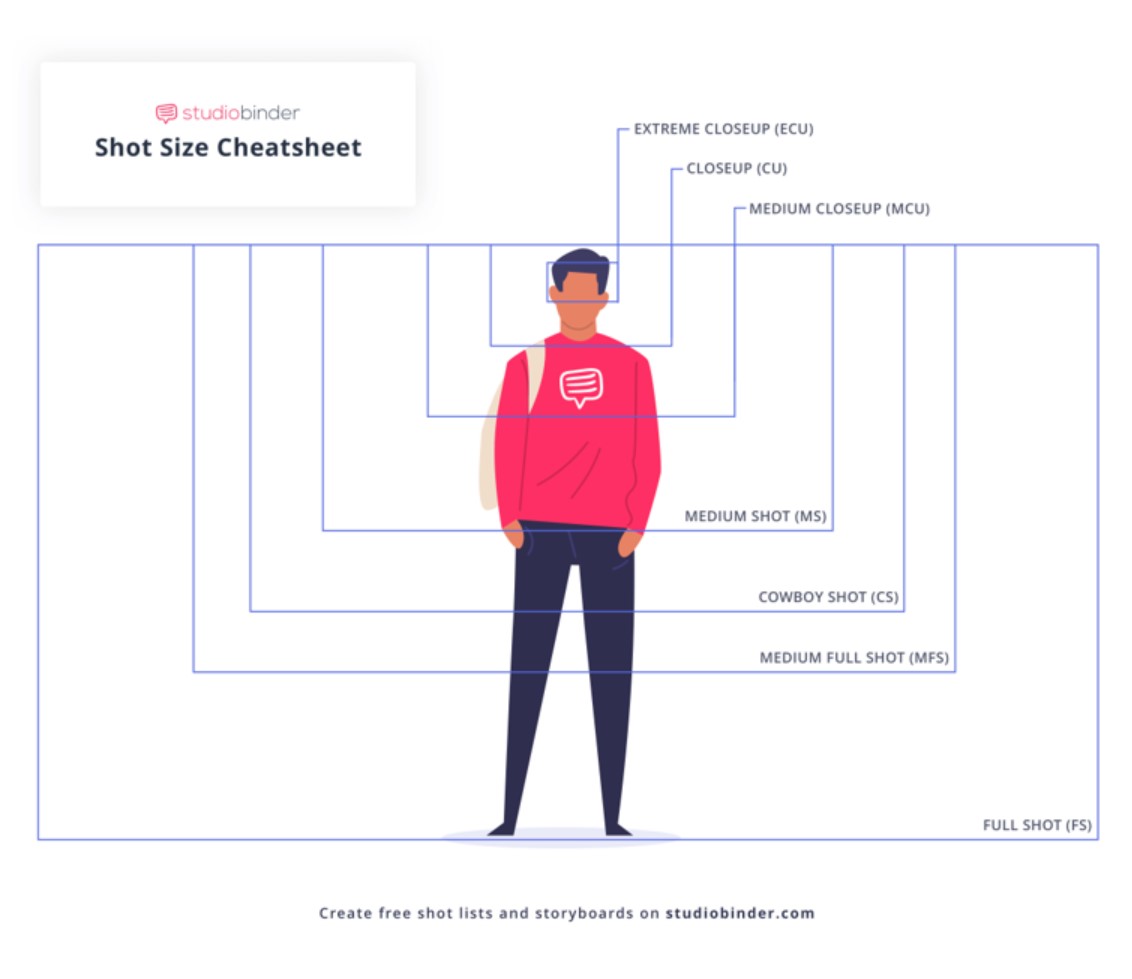 studiobinder
Shot Size Cheatsheet
EXTREME CLOSEUP (ECU)
CLOSEUP (CU)
MEDIUM CLOSEUP (MCU)
MEDIUM SHOT (MS)
COWBOY SHOT (CS)
MEDIUM FULL SHOT (MFS)
FULL SHOT (FS)
Create free shot lists and storyboards on studiobinder.com